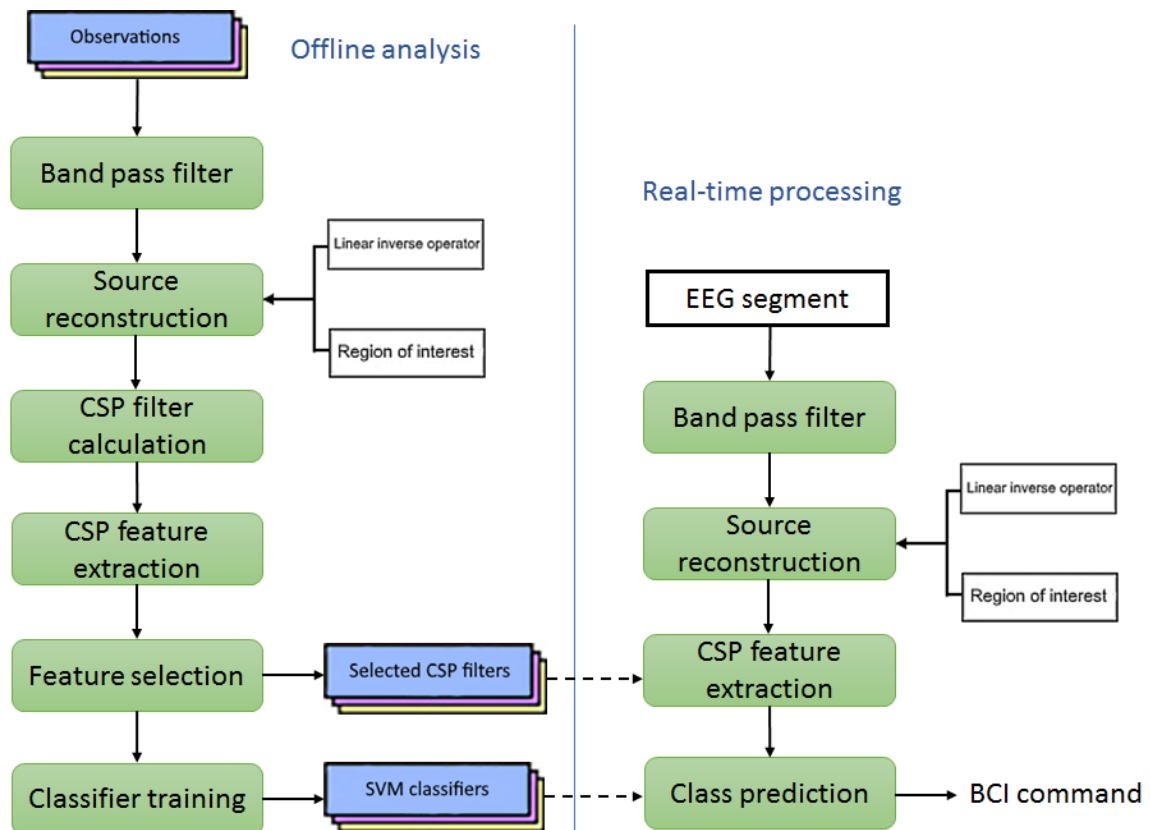 Observations
Offline analysis
Band pass filter
Linear inverse operator
Source
reconstruction
Region of interest
CSP filter
calculation
CSP feature
extraction
Feature selection
Selected CSP filters
Classifier training
SVM classifiers
Real-time processing
EEG segment
Band pass filter
Linear inverse operator
Source
reconstruction
Region of interest
CSP feature
extraction
Class prediction
BCI command